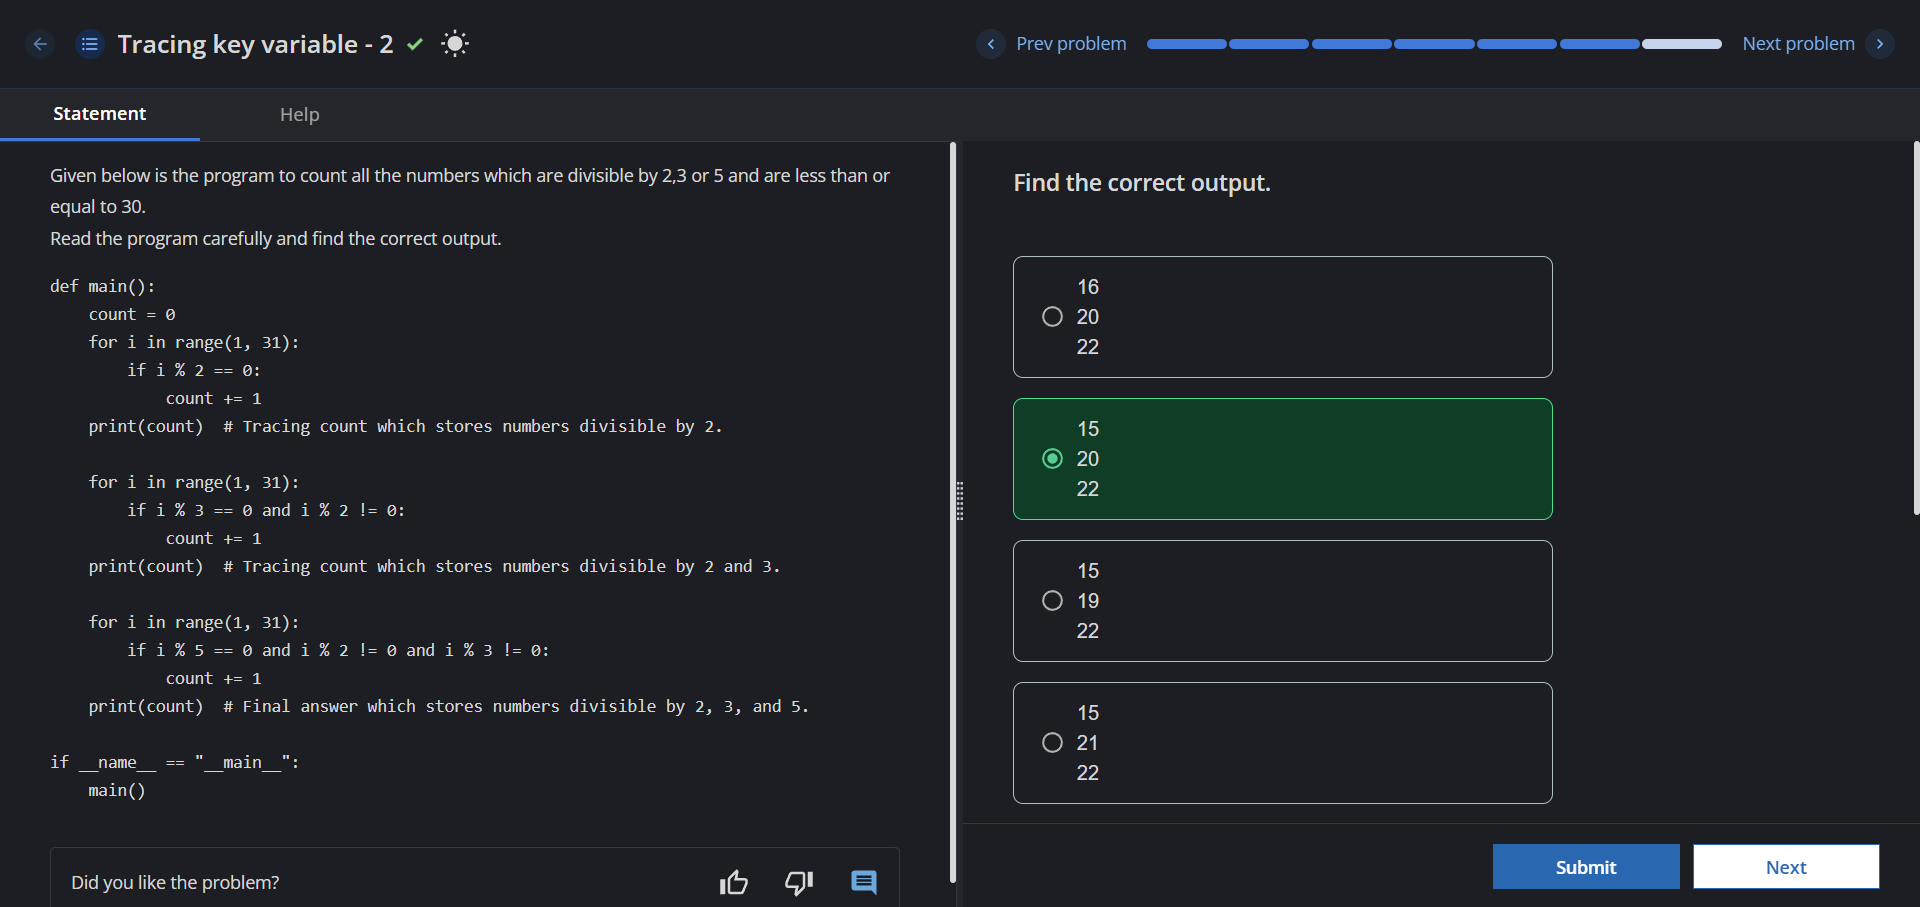 Tracing key variable - 2
Prev problem
Next problem
Statement
Help
Given below is the program to count all the numbers which are divisible by 2,3 or 5 and are less than or
equal to 30.
Read the program carefully and find the correct output.
def main():
    count = 0
    for i in range(1, 31):
        if i % 2 == 0:
            count += 1
    print(count)  # Tracing count which stores numbers divisible by 2.
    for i in range(1, 31):
        if i % 3 == 0 and i % 2 != 0:
            count += 1
    print(count)  # Tracing count which stores numbers divisible by 2 and 3.
    for i in range(1, 31):
        if i % 5 == 0 and i % 2 != 0 and i % 3 != 0:
            count += 1
    print(count)  # Final answer which stores numbers divisible by 2, 3, and 5.
if __name__ == "__main__":
    main()
Did you like the problem?
Find the correct output.
16
20
22
15
20
22
15
19
22
15
21
22
Submit
Next